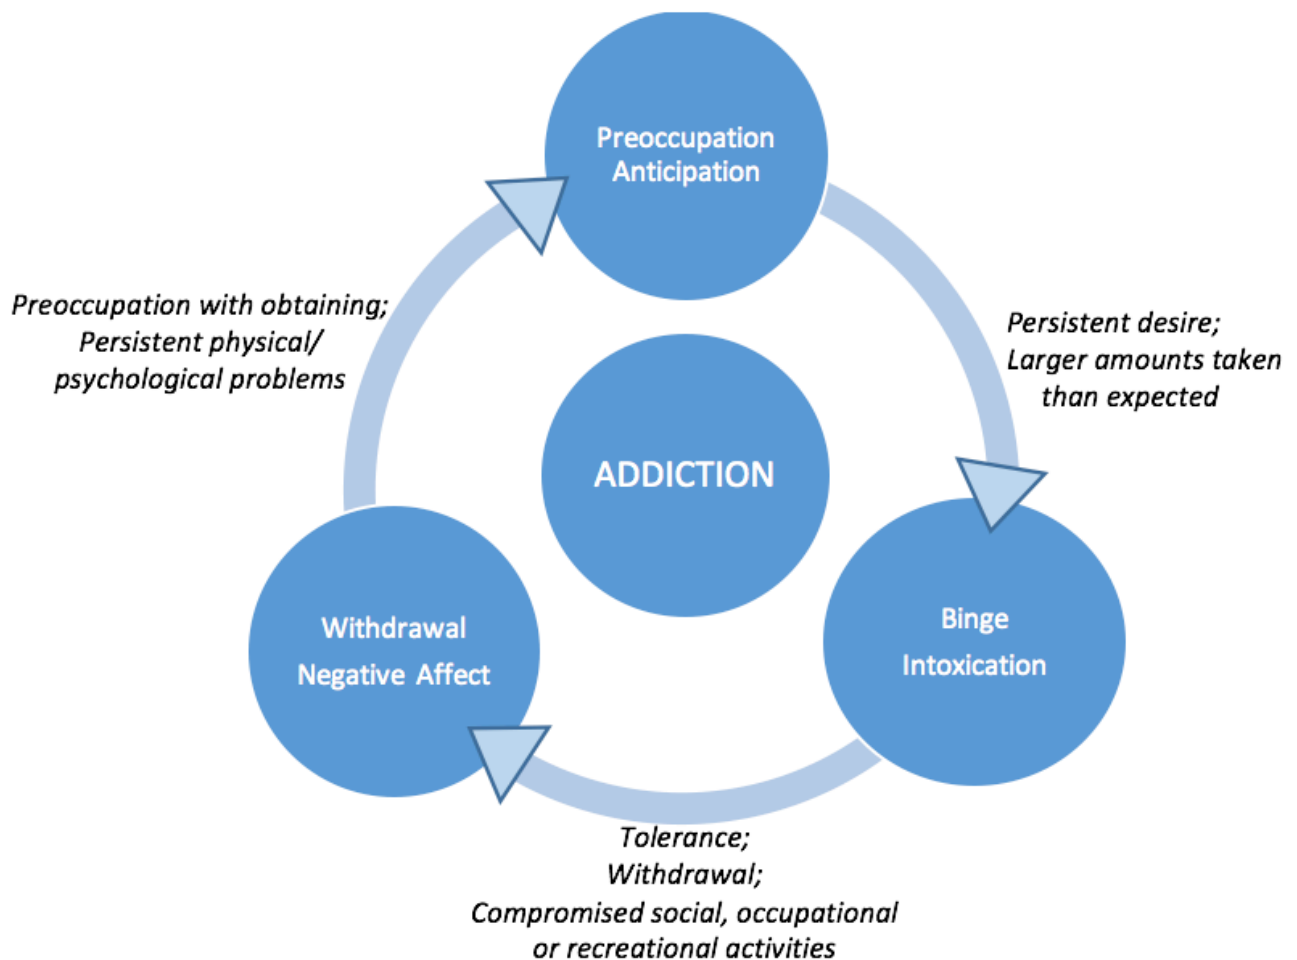 Preoccupation
Anticipation
Preoccupation with obtaining;
Persistent physical/
psychological problems
Persistent desire;
Larger amounts taken
than expected
ADDICTION
Withdrawal
Negative Affect
Binge
Intoxication
Tolerance;
Withdrawal;
Compromised social, occupational
or recreational activities